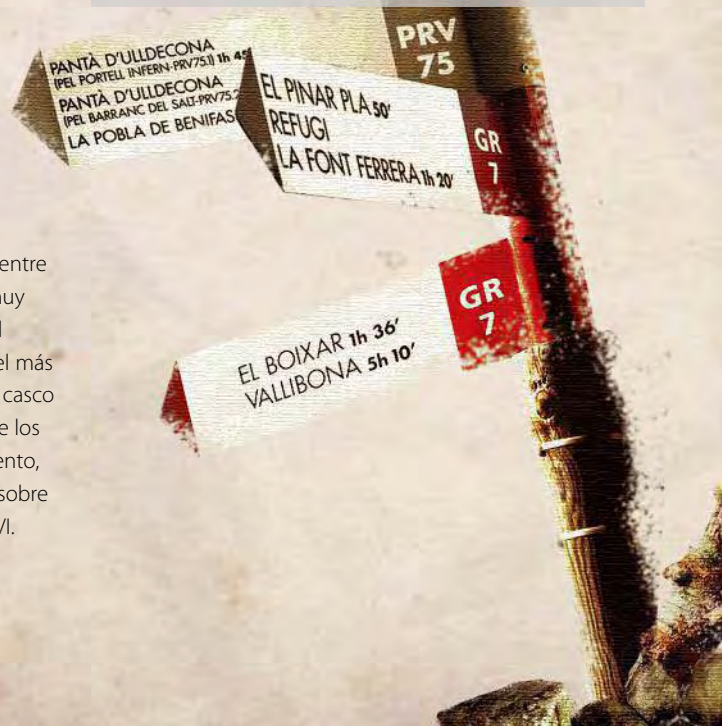 PRV
75
PANTÀ D'ULLDECONA
(PEL PORTELL INFERN-PRV75.1) 1h 45
PANTÀ D'ULLDECONA
(PEL BARRANC DEL SALT-PRV75.
LA POBLA DE BENIFAS
EL PINAR PLA 50'
REFUGI
LA FONT FERRERA 1h 20'
GR
7
EL BOIXAR 1h 36'
VALLIBONA 5h 10'
GR
7
entre
uy
el más
casco
e los
ento,
sobre
VI.